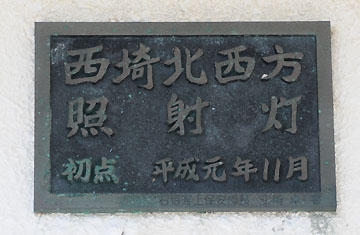 西埼北西方
照射灯
初点 平成元年11月